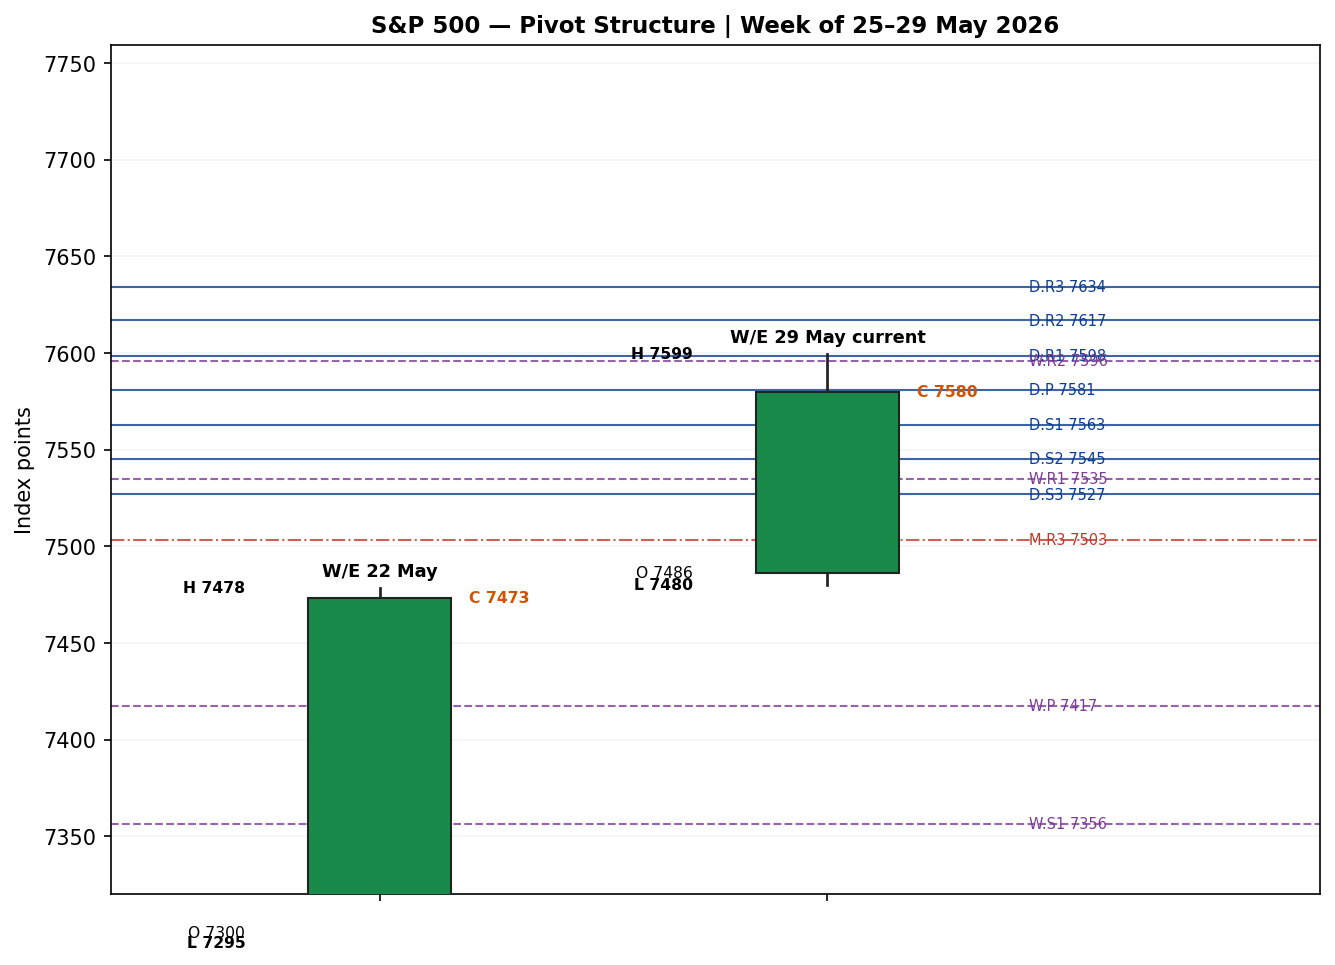 S&P 500 — Pivot Structure | Week of 25–29 May 2026
Index points
7750
7700
7650
7600
7550
7500
7450
7400
7350
D.R3 7634
D.R2 7617
W/E 29 May current
H 7599
D.R1 7598
W.R2 7596
D.P 7581
C 7580
D.S1 7563
D.S2 7545
W.R1 7535
D.S3 7527
M.R3 7503
O 7486
L 7480
W/E 22 May
H 7478
C 7473
W.P 7417
W.S1 7356
O 7300
L 7295